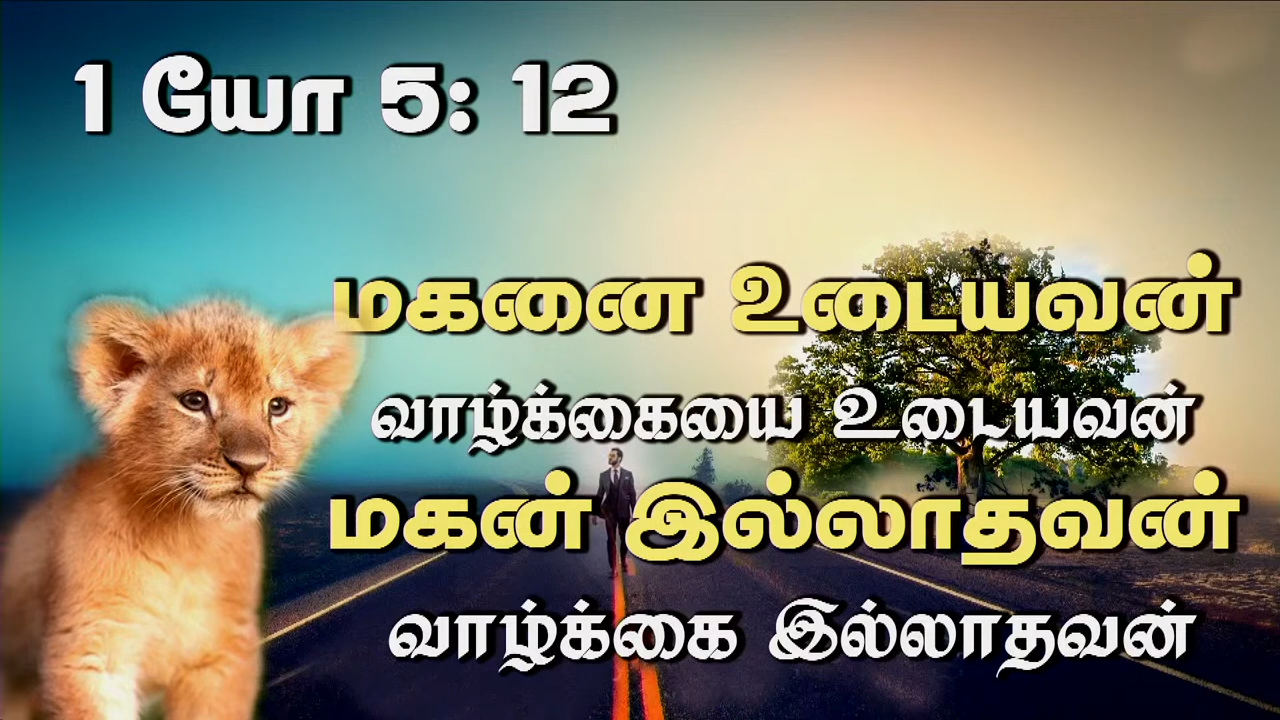 1 யோ 5: 12
மகனை உடையவன்
வாழ்க்கையை உடையவன்
மகன் இல்லாதவன்
வாழ்க்கை இல்லாதவன்